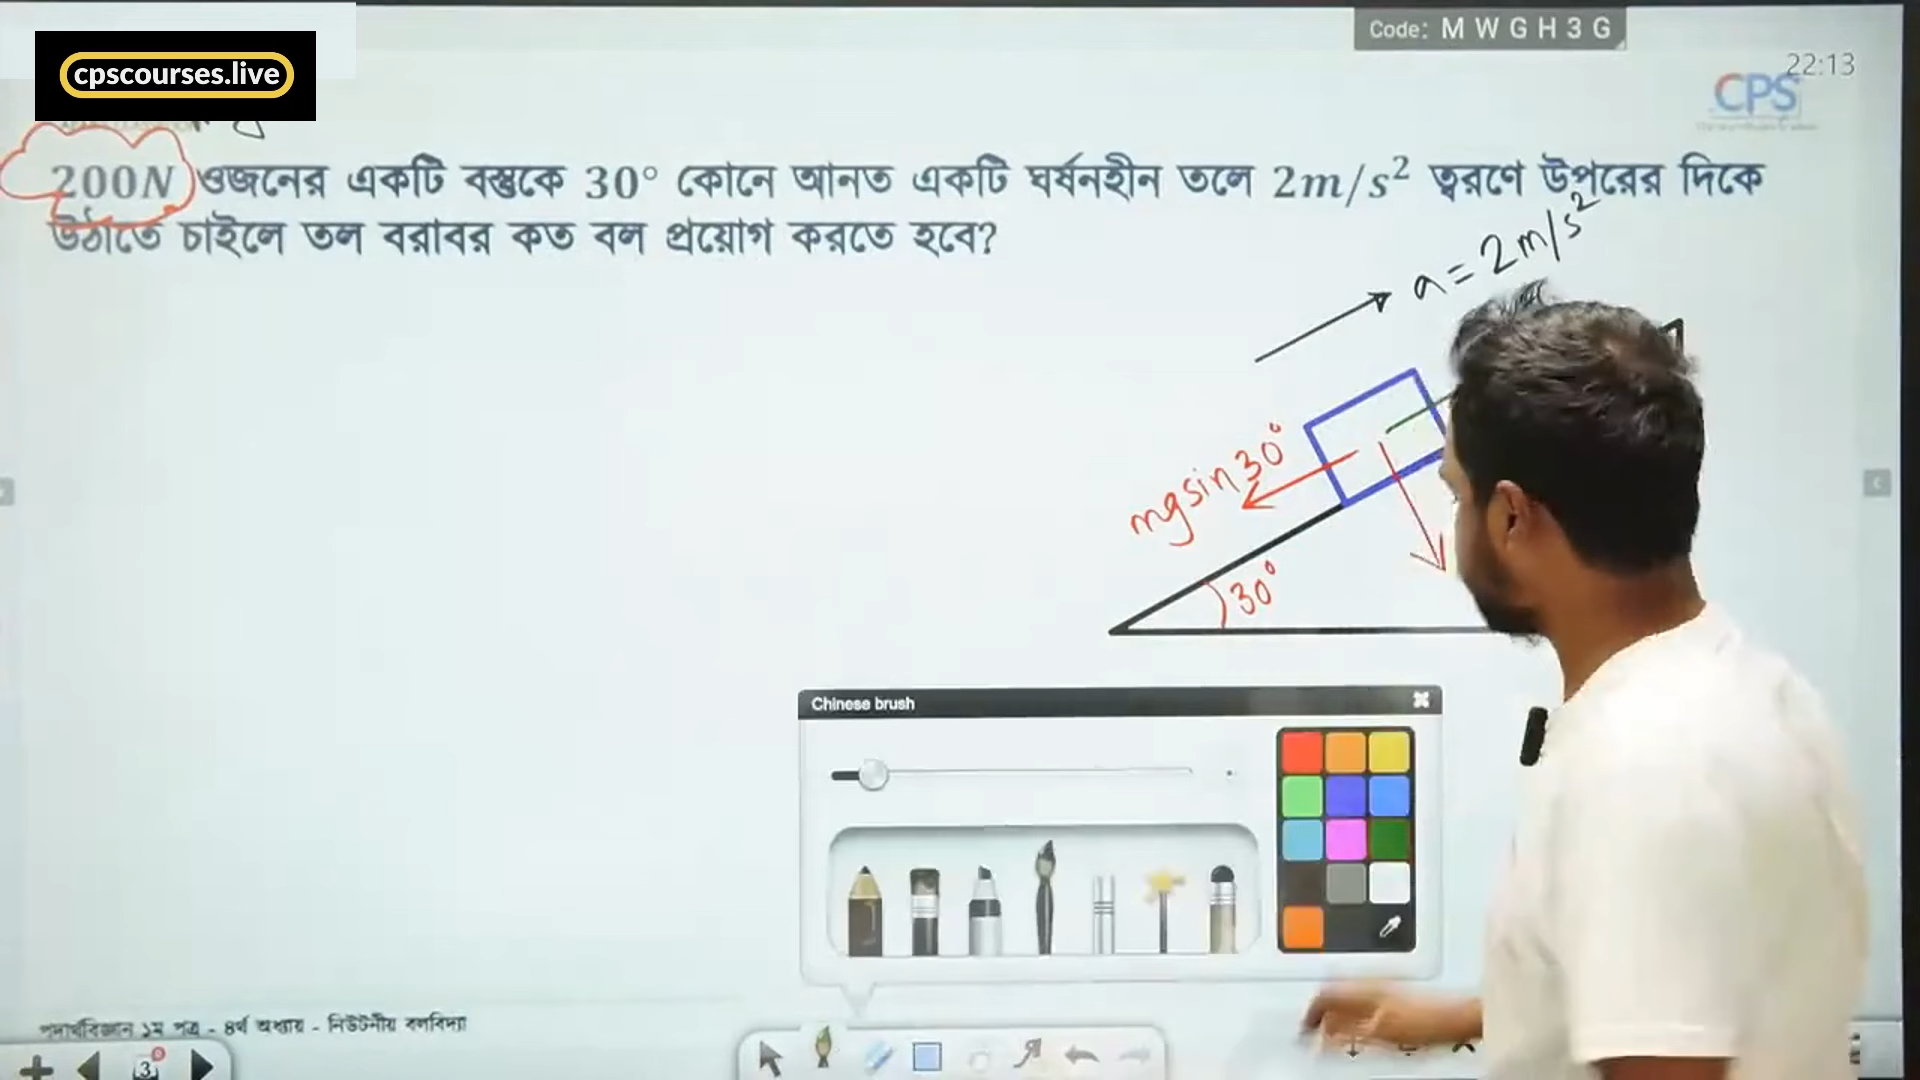 Code: M W G H 3 G
cpscourses.live
22:13
CPS
200N ওজনের একটি বস্তুকে 30° কোনে আনত একটি ঘর্ষনহীন তলে 2m/s² ত্বরণে উপরের দিকে
উঠাতে চাইলে তল বরাবর কত বল প্রয়োগ করতে হবে?
a = 2m/s²
mgsin30°
30°
Chinese brush
পদার্থবিজ্ঞান ১ম পত্র - ৪র্থ অধ্যায় - নিউটনীয় বলবিদ্যা
3